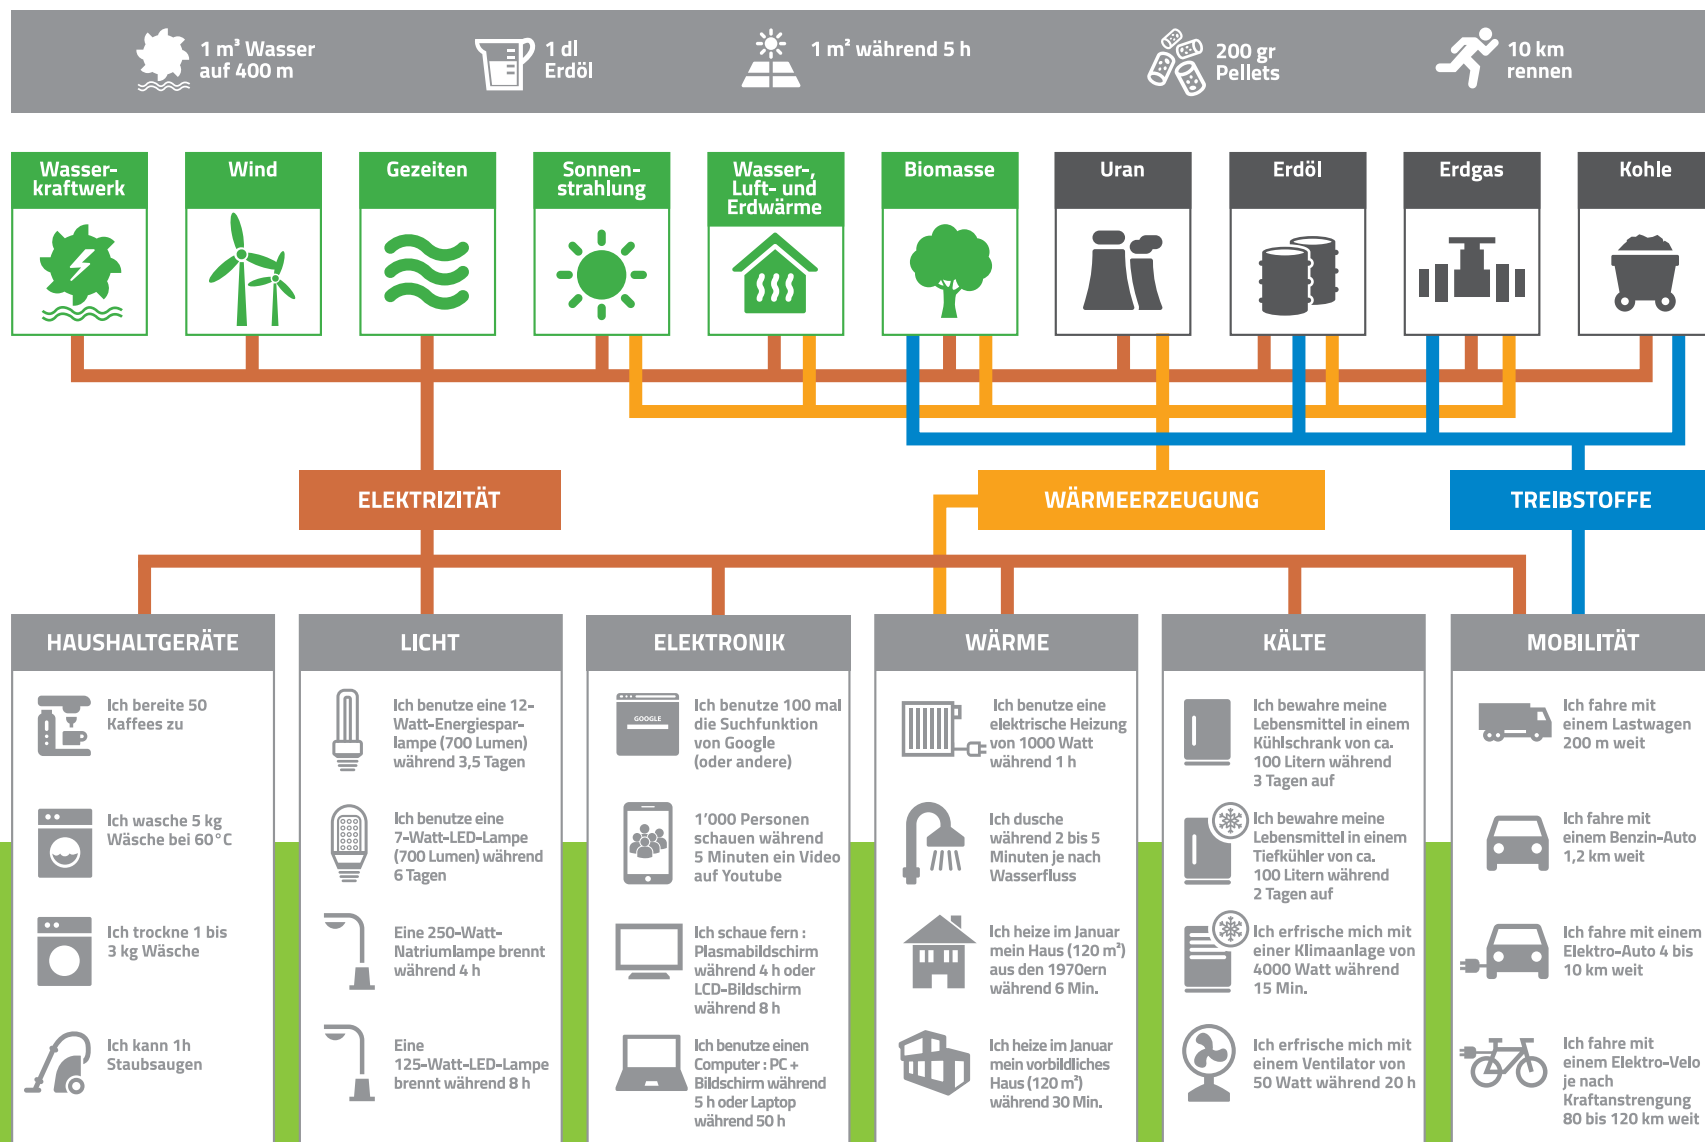 1 m³ Wasser
auf 400 m
1 dl
Erdöl
1 m² während 5 h
200 gr
Pellets
10 km
rennen
Wasser-
kraftwerk
Wind
Gezeiten
Sonnen-
strahlung
Wasser-,
Luft- und
Erdwärme
Biomasse
Uran
Erdöl
Erdgas
Kohle
ELEKTRIZITÄT
WÄRMEERZEUGUNG
TREIBSTOFFE
HAUSHALTGERÄTE
Ich bereite 50
Kaffees zu
Ich wasche 5 kg
Wäsche bei 60°C
Ich trockne 1 bis
3 kg Wäsche
Ich kann 1h
Staubsaugen
LICHT
Ich benutze eine 12-
Watt-Energiespar-
lampe (700 Lumen)
während 3,5 Tagen
Ich benutze eine
7-Watt-LED-Lampe
(700 Lumen) während
6 Tagen
Eine 250-Watt-
Natriumlampe brennt
während 4 h
Eine
125-Watt-LED-Lampe
brennt während 8 h
ELEKTRONIK
GOOGLE
Ich benutze 100 mal
die Suchfunktion
von Google
(oder andere)
1'000 Personen
schauen während
5 Minuten ein Video
auf Youtube
Ich schaue fern :
Plasmabildschirm
während 4 h oder
LCD-Bildschirm
während 8 h
Ich benutze einen
Computer : PC +
Bildschirm während
5 h oder Laptop
während 50 h
WÄRME
Ich benutze eine
elektrische Heizung
von 1000 Watt
während 1 h
Ich dusche
während 2 bis 5
Minuten je nach
Wasserfluss
Ich heize im Januar
mein Haus (120 m²)
aus den 1970ern
während 6 Min.
Ich heize im Januar
mein vorbildliches
Haus (120 m²)
während 30 Min.
KÄLTE
Ich bewahre meine
Lebensmittel in einem
Kühlschrank von ca.
100 Litern während
3 Tagen auf
Ich bewahre meine
Lebensmittel in einem
Tiefkühler von ca.
100 Litern während
2 Tagen auf
Ich erfrische mich mit
einer Klimaanlage von
4000 Watt während
15 Min.
Ich erfrische mich mit
einem Ventilator von
50 Watt während 20 h
MOBILITÄT
Ich fahre mit
einem Lastwagen
200 m weit
Ich fahre mit
einem Benzin-Auto
1,2 km weit
Ich fahre mit einem
Elektro-Auto 4 bis
10 km weit
Ich fahre mit
einem Elektro-Velo
je nach
Kraftanstrengung
80 bis 120 km weit